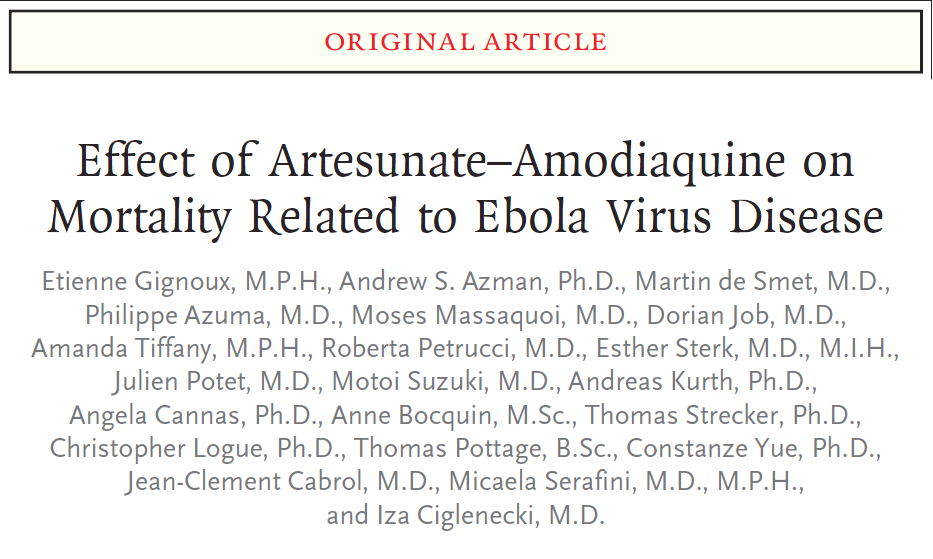 ORIGINAL ARTICLE
Effect of Artesunate–Amodiaquine on
Mortality Related to Ebola Virus Disease
Etienne Gignoux, M.P.H., Andrew S. Azman, Ph.D., Martin de Smet, M.D.,
Philippe Azuma, M.D., Moses Massaquoi, M.D., Dorian Job, M.D.,
Amanda Tiffany, M.P.H., Roberta Petrucci, M.D., Esther Sterk, M.D., M.I.H.,
Julien Potet, M.D., Motoi Suzuki, M.D., Andreas Kurth, Ph.D.,
Angela Cannas, Ph.D., Anne Bocquin, M.Sc., Thomas Strecker, Ph.D.,
Christopher Logue, Ph.D., Thomas Pottage, B.Sc., Constanze Yue, Ph.D.,
Jean-Clement Cabrol, M.D., Micaela Serafini, M.D., M.P.H.,
and Iza Ciglenecki, M.D.